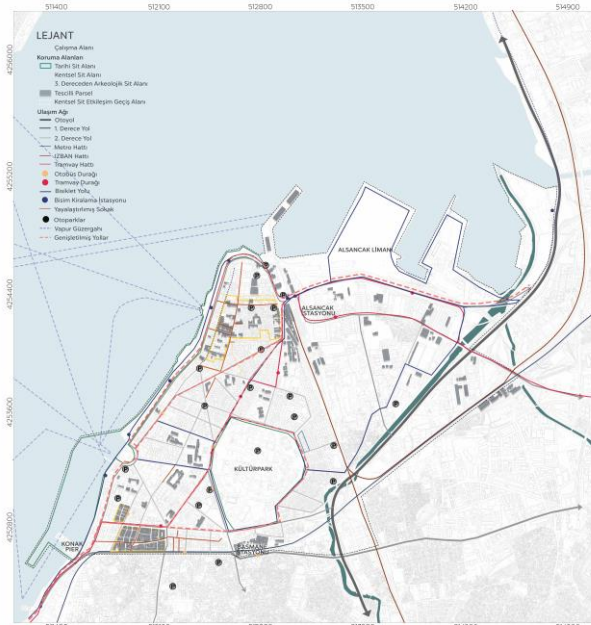 511400 512100 512800 513500 514200 514900
4256000
4255200
4254400
4253600
4252800
LEJANT
Çalışma Alanı
Koruma Alanları
Tarihi Sit Alanı
Kentsel Sit Alanı
3. Dereceden Arkeolojik Sit Alanı
Tescilli Parsel
Kentsel Sit Etkileşim Geçiş Alanı
Ulaşım Ağı
Otoyol
1. Derece Yol
2. Derece Yol
Metro Hattı
İZBAN Hattı
Tramvay Hattı
Otobüs Durağı
Tramvay Durağı
Bisiklet Yolu
Bisim Kiralama İstasyonu
Yayalaştırılmış Sokak
Otoparklar
Vapur Güzergahı
Genişletilmiş Yollar
ALSANCAK LİMANI
ALSANCAK
STASYONU
KÜLTÜRPARK
KONAK
PIER
BASMANE